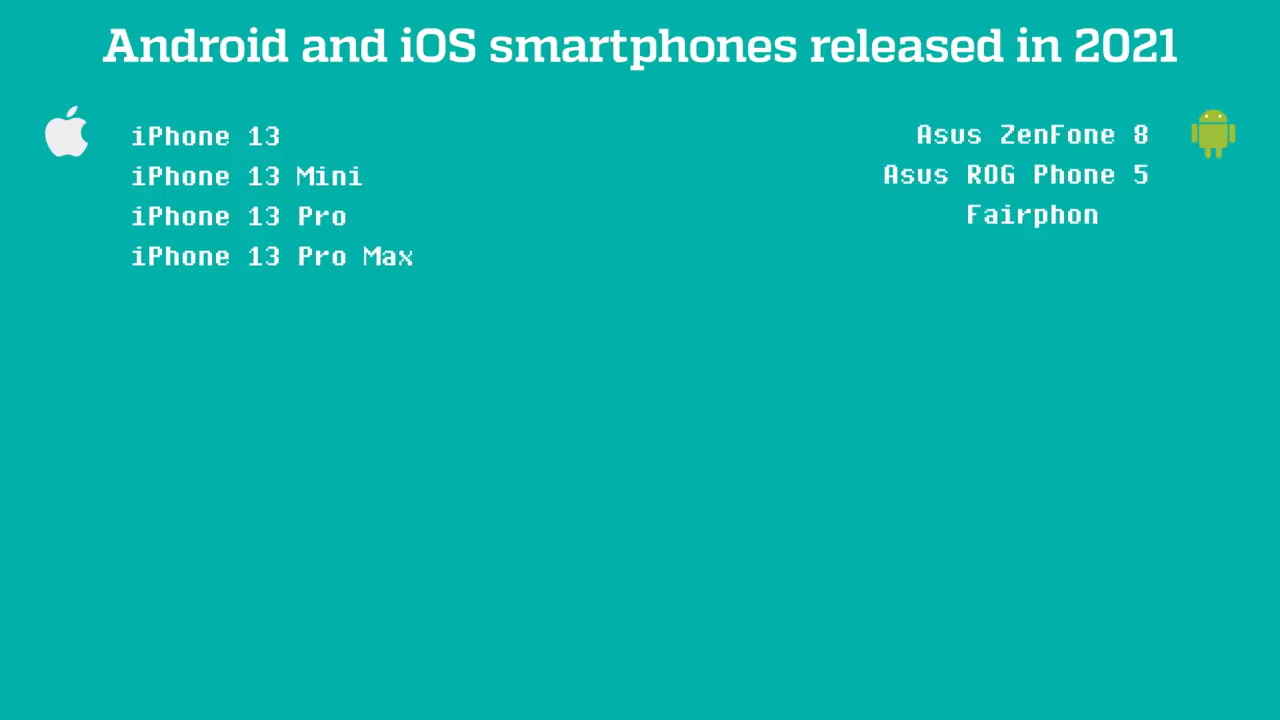 Android and iOS smartphones released in 2021
iPhone 13
iPhone 13 Mini
iPhone 13 Pro
iPhone 13 Pro Max
Asus ZenFone 8
Asus ROG Phone 5
Fairphon